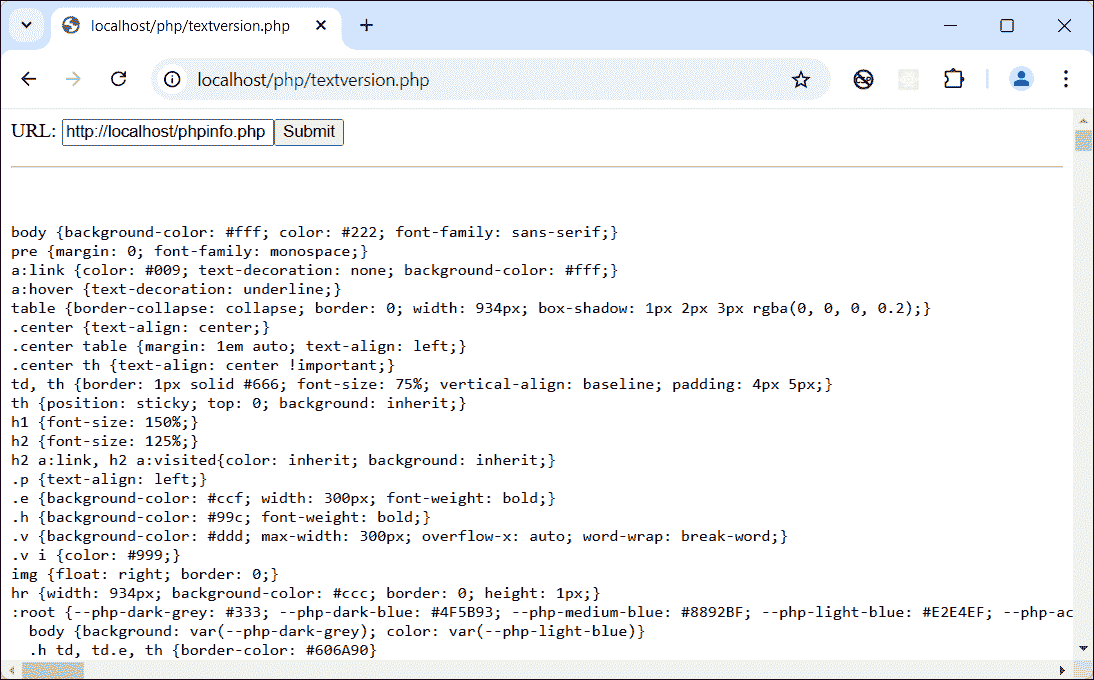 localhost/php/textversion.php
localhost/php/textversion.php
URL: http://localhost/phpinfo.php Submit
body {background-color: #fff; color: #222; font-family: sans-serif;}
pre {margin: 0; font-family: monospace;}
a:link {color: #009; text-decoration: none; background-color: #fff;}
a:hover {text-decoration: underline;}
table {border-collapse: collapse; border: 0; width: 934px; box-shadow: 1px 2px 3px rgba(0, 0, 0, 0.2);}
.center {text-align: center;}
.center table {margin: 1em auto; text-align: left;}
.center th {text-align: center !important;}
td, th {border: 1px solid #666; font-size: 75%; vertical-align: baseline; padding: 4px 5px;}
th {position: sticky; top: 0; background: inherit;}
h1 {font-size: 150%;}
h2 {font-size: 125%;}
h2 a:link, h2 a:visited{color: inherit; background: inherit;}
.p {text-align: left;}
.e {background-color: #ccf; width: 300px; font-weight: bold;}
.h {background-color: #99c; font-weight: bold;}
.v {background-color: #ddd; max-width: 300px; overflow-x: auto; word-wrap: break-word;}
.v i {color: #999;}
img {float: right; border: 0;}
hr {width: 934px; background-color: #ccc; border: 0; height: 1px;}
:root {--php-dark-grey: #333; --php-dark-blue: #4F5B93; --php-medium-blue: #8892BF; --php-light-blue: #E2E4EF; --php-ac
body {background: var(--php-dark-grey); color: var(--php-light-blue)}
.h td, td.e, th {border-color: #606A90}